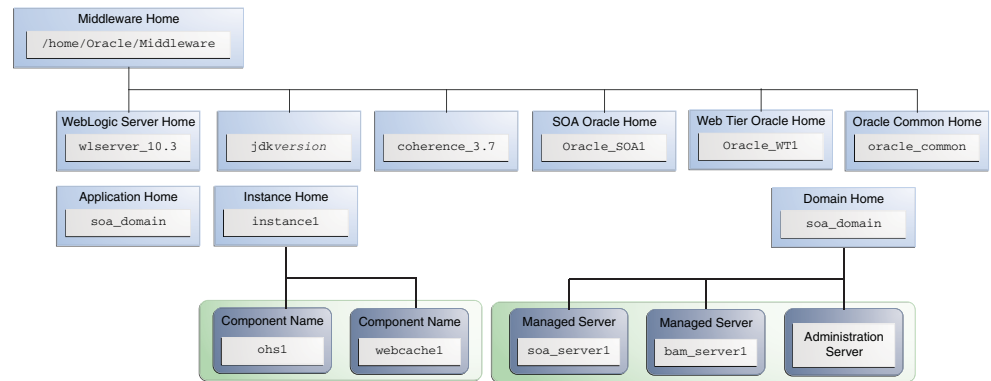 Middleware Home
/home/Oracle/Middleware
WebLogic Server Home
wlserver_10.3
jdkversion
coherence_3.7
SOA Oracle Home
Oracle_SOA1
Web Tier Oracle Home
Oracle_WT1
Oracle Common Home
oracle_common
Application Home
soa_domain
Instance Home
instance1
Domain Home
soa_domain
Component Name
ohs1
Component Name
webcache1
Managed Server
soa_server1
Managed Server
bam_server1
Administration
Server